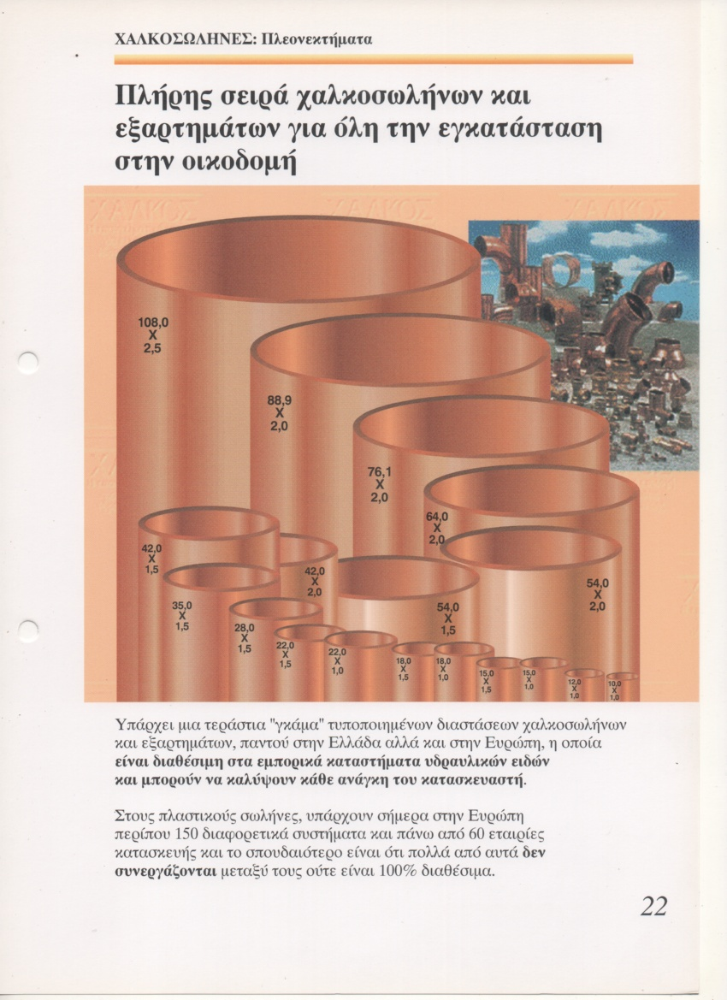 ΧΑΛΚΟΣΩΛΗΝΕΣ: Πλεονεκτήματα
Πλήρης σειρά χαλκοσωλήνων και
εξαρτημάτων για όλη την εγκατάσταση
στην οικοδομή
108,0
X
2,5
88,9
X
2,0
76,1
X
2,0
64,0
X
2,0
42,0
X
1,5
42,0
X
2,0
54,0
X
2,0
35,0
X
1,5
54,0
X
1,5
28,0
X
1,5
22,0
X
1,5
22,0
X
1,0
18,0
X
1,5
18,0
X
1,0
15,0
X
1,5
15,0
X
1,0
12,0
X
1,0
10,0
X
1,0
Υπάρχει μια τεράστια "γκάμα" τυποποιημένων διαστάσεων χαλκοσωλήνων
και εξαρτημάτων, παντού στην Ελλάδα αλλά και στην Ευρώπη, η οποία
είναι διαθέσιμη στα εμπορικά καταστήματα υδραυλικών ειδών
και μπορούν να καλύψουν κάθε ανάγκη του κατασκευαστή.
Στους πλαστικούς σωλήνες, υπάρχουν σήμερα στην Ευρώπη
περίπου 150 διαφορετικά συστήματα και πάνω από 60 εταιρίες
κατασκευής και το σπουδαιότερο είναι ότι πολλά από αυτά δεν
συνεργάζονται μεταξύ τους ούτε είναι 100% διαθέσιμα.
22